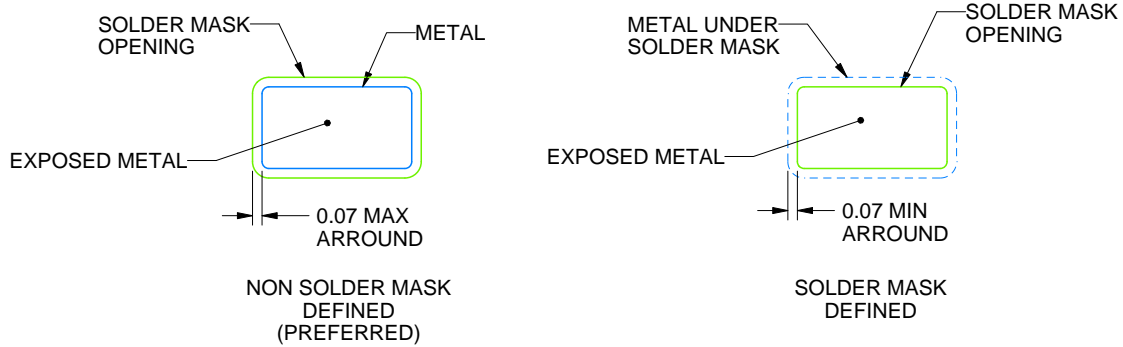 SOLDER MASK
OPENING
METAL
EXPOSED METAL
0.07 MAX
ARROUND
NON SOLDER MASK
DEFINED
(PREFERRED)
METAL UNDER
SOLDER MASK
SOLDER MASK
OPENING
EXPOSED METAL
0.07 MIN
ARROUND
SOLDER MASK
DEFINED